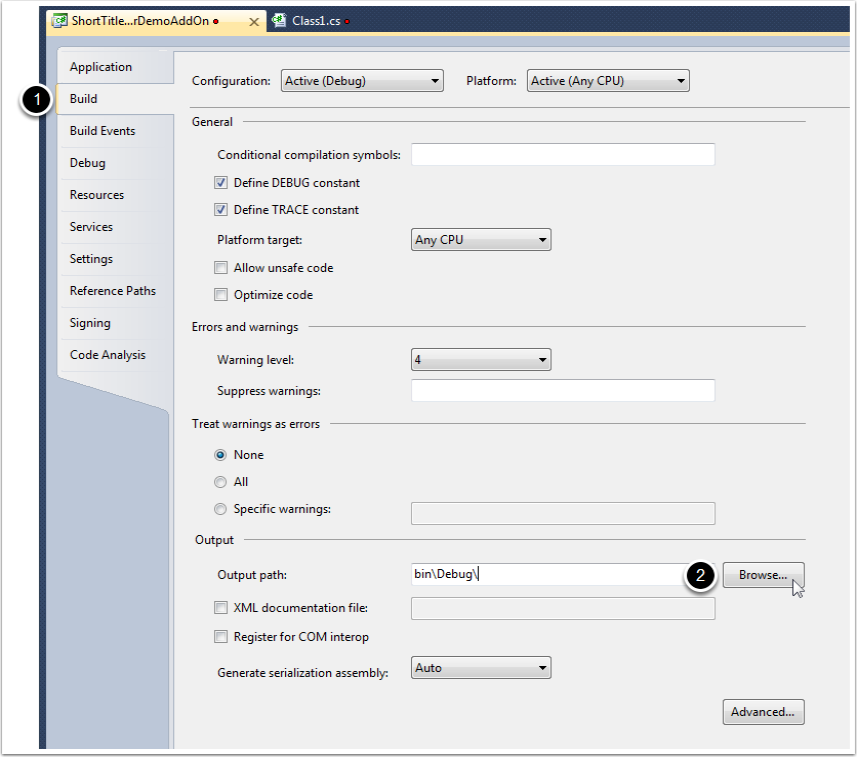 ShortTitle...rDemoAddOn
Class1.cs
1
Application
Build
Build Events
Debug
Resources
Services
Settings
Reference Paths
Signing
Code Analysis
Configuration: Active (Debug) Platform: Active (Any CPU)
General
Conditional compilation symbols:
Define DEBUG constant
Define TRACE constant
Platform target: Any CPU
Allow unsafe code
Optimize code
Errors and warnings
Warning level: 4
Suppress warnings:
Treat warnings as errors
None
All
Specific warnings:
Output
Output path: bin\Debug\ 2 Browse...
XML documentation file:
Register for COM interop
Generate serialization assembly: Auto
Advanced...